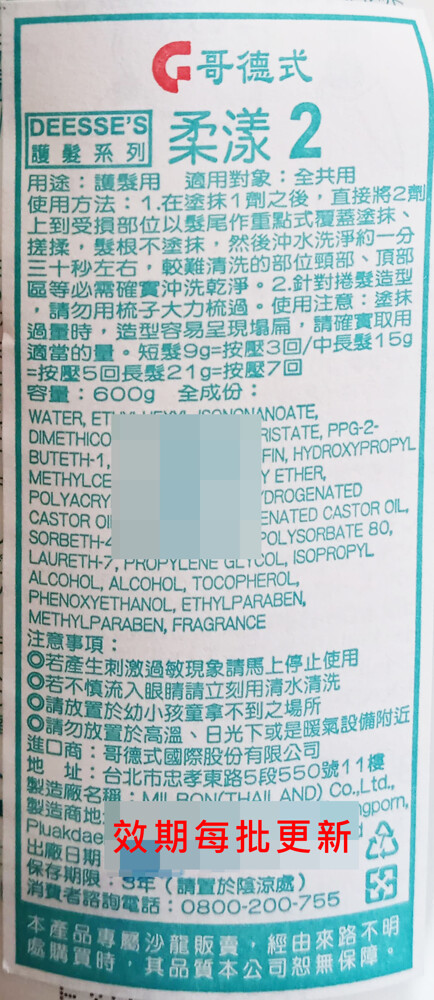 哥德式
DEESSE'S
護髮系列
柔漾 2
用途：護髮用 適用對象：全共用
使用方法：1.在塗抹1劑之後，直接將2劑
上到受損部位以髮尾作重點式覆蓋塗抹、
搓揉，髮根不塗抹，然後沖水洗淨約一分
三十秒左右，較難清洗的部位頸部、頂部
區等必需確實沖洗乾淨。2.針對捲髮造型
，請勿用梳子大力梳過。使用注意：塗抹
過量時，造型容易呈現塌扁，請確實取用
適當的量。短髮9g=按壓3回/中長髮15g
=按壓5回長髮21g=按壓7回
容量：600g 全成份：
WATER, ISONONANOATE,
DIMETHICO RISTATE, PPG-2-
BUTETH-1, FIN, HYDROXYPROPYL
METHYLCE Y ETHER,
POLYACRY YDROGENATED
CASTOR OI ENATED CASTOR OIL,
SORBETH-4 POLYSORBATE 80,
LAURETH-7, PROPYLENE GLYCOL, ISOPROPYL
ALCOHOL, ALCOHOL, TOCOPHEROL,
PHENOXYETHANOL, ETHYLPARABEN,
METHYLPARABEN, FRAGRANCE
注意事項：
◎若產生刺激過敏現象請馬上停止使用
◎若不慎流入眼睛請立刻用清水清洗
◎請放置於幼小孩童拿不到之場所
◎請勿放置於高溫、日光下或是暖氣設備附近
進口商：哥德式國際股份有限公司
地 址：台北市忠孝東路5段550號11樓
製造廠名稱：MILBON(THAILAND) Co.,Ltd.,
製造商地 ngporn,
Pluakdae
效期每批更新
出廠日期
保存期限：3年（請置於陰涼處）
消費者諮詢電話：0800-200-755
本產品專屬沙龍販賣，經由來路不明
處購買時，其品質本公司恕無保障。